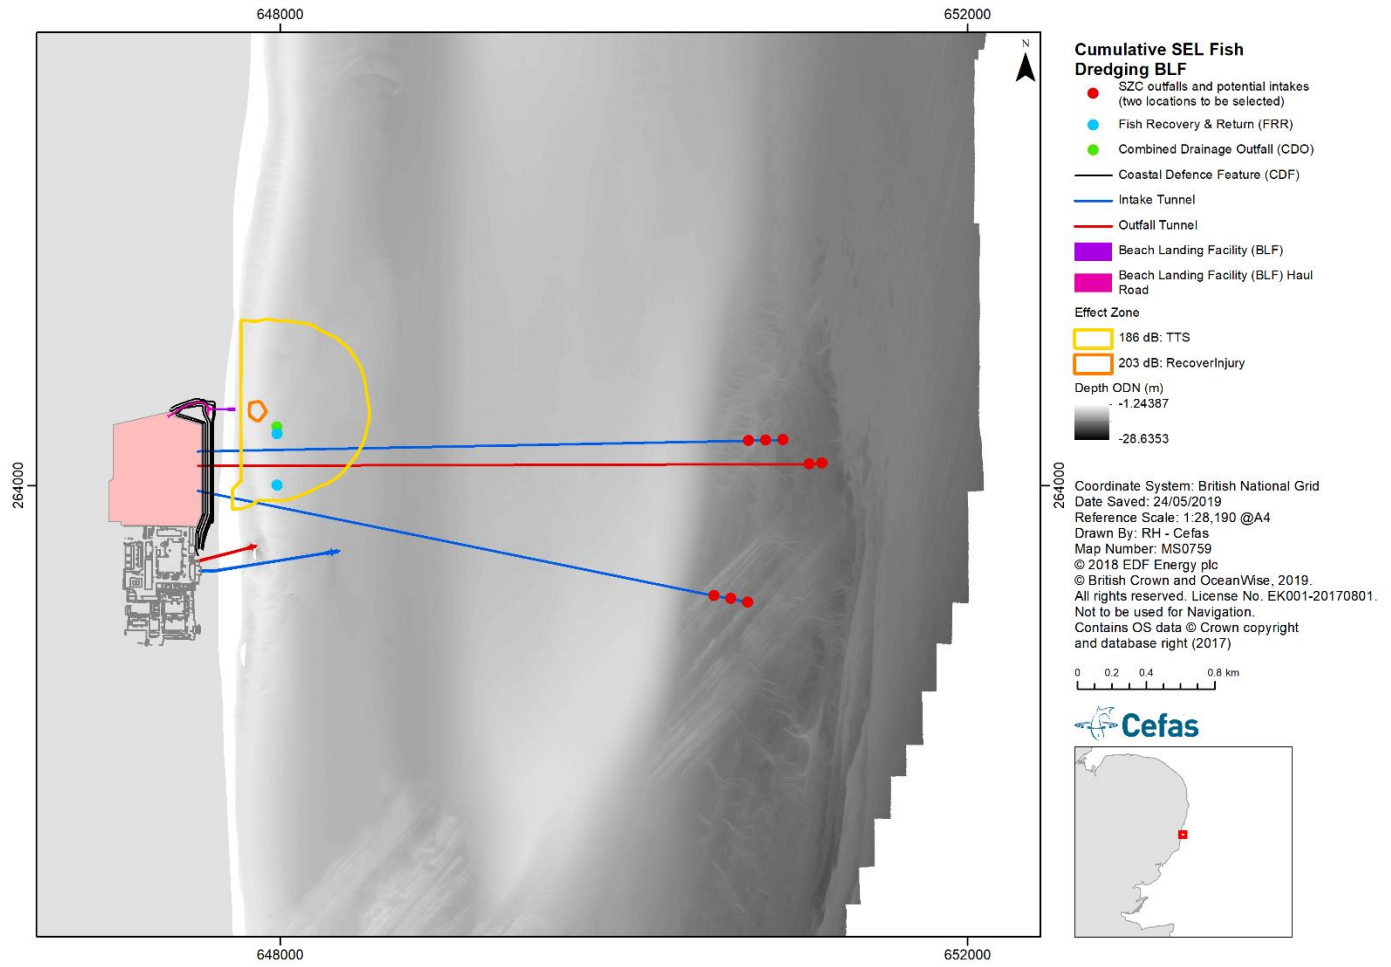 648000
652000
N
264000
264000
648000
652000
Cumulative SEL Fish
Dredging BLF
SZC outfalls and potential intakes
(two locations to be selected)
Fish Recovery & Return (FRR)
Combined Drainage Outfall (CDO)
Coastal Defence Feature (CDF)
Intake Tunnel
Outfall Tunnel
Beach Landing Facility (BLF)
Beach Landing Facility (BLF) Haul
Road
Effect Zone
186 dB: TTS
203 dB: RecoverInjury
Depth ODN (m)
-1.24387
-28.6353
Coordinate System: British National Grid
Date Saved: 24/05/2019
Reference Scale: 1:28,190 @A4
Drawn By: RH - Cefas
Map Number: MS0759
© 2018 EDF Energy plc
© British Crown and OceanWise, 2019.
All rights reserved. License No. EK001-20170801.
Not to be used for Navigation.
Contains OS data © Crown copyright
and database right (2017)
0 0.2 0.4 0.8 km
Cefas